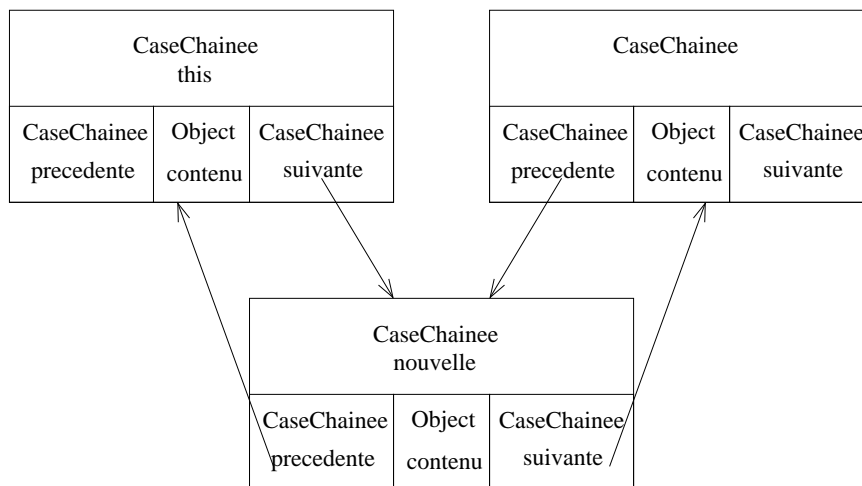 CaseChainee
this
CaseChainee
precedente
Object
contenu
CaseChainee
suivante
CaseChainee
CaseChainee
precedente
Object
contenu
CaseChainee
suivante
CaseChainee
nouvelle
CaseChainee
precedente
Object
contenu
CaseChainee
suivante